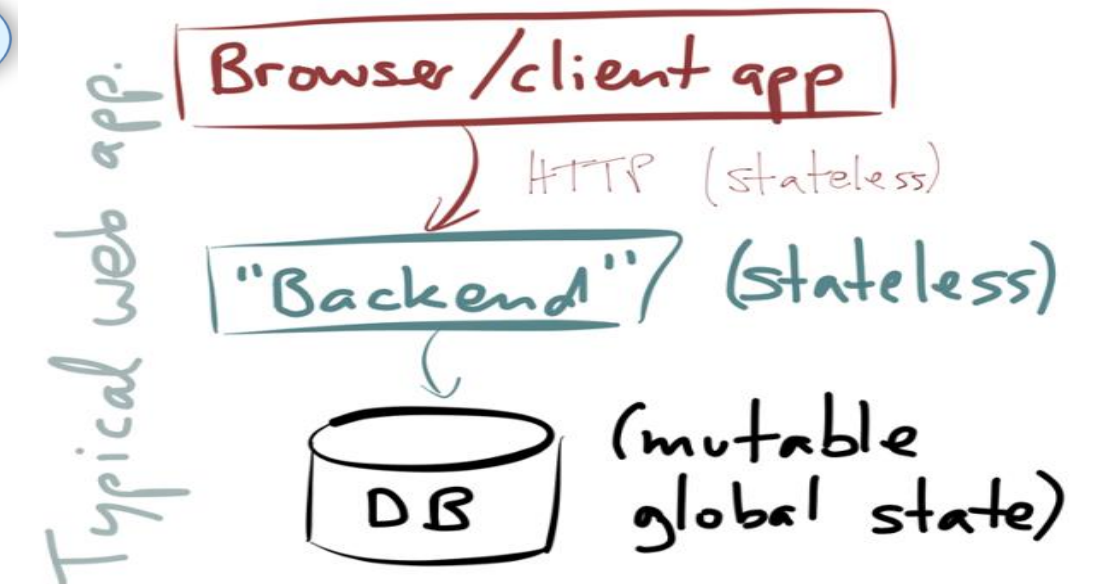 Typical web app.
Browser/client app
HTTP (stateless)
"Backend" (stateless)
DB
(mutable
global state)